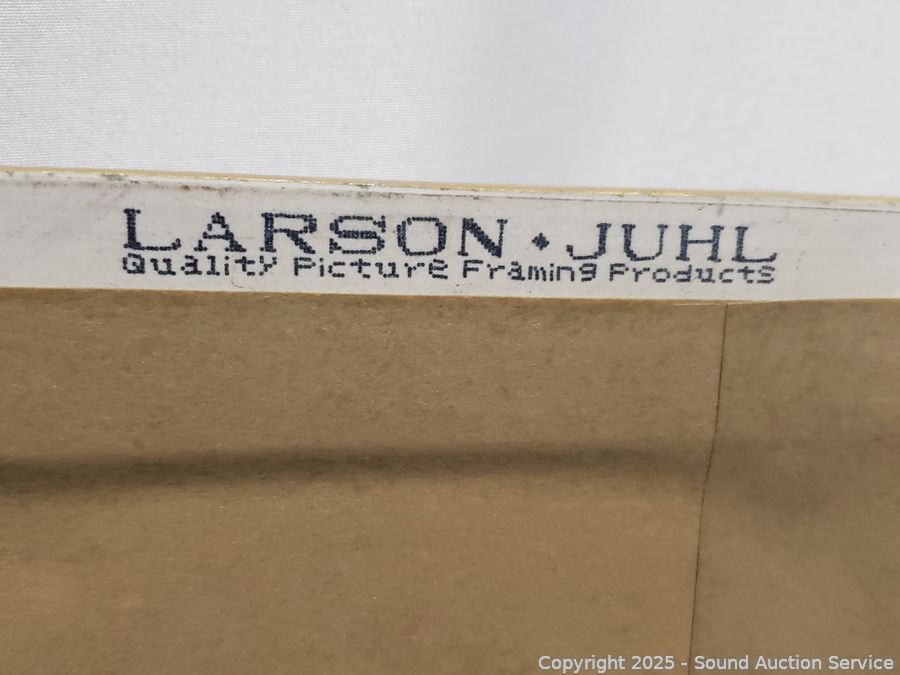 LARSON • JUHL
Quality Picture Framing Products
Copyright 2025 - Sound Auction Service